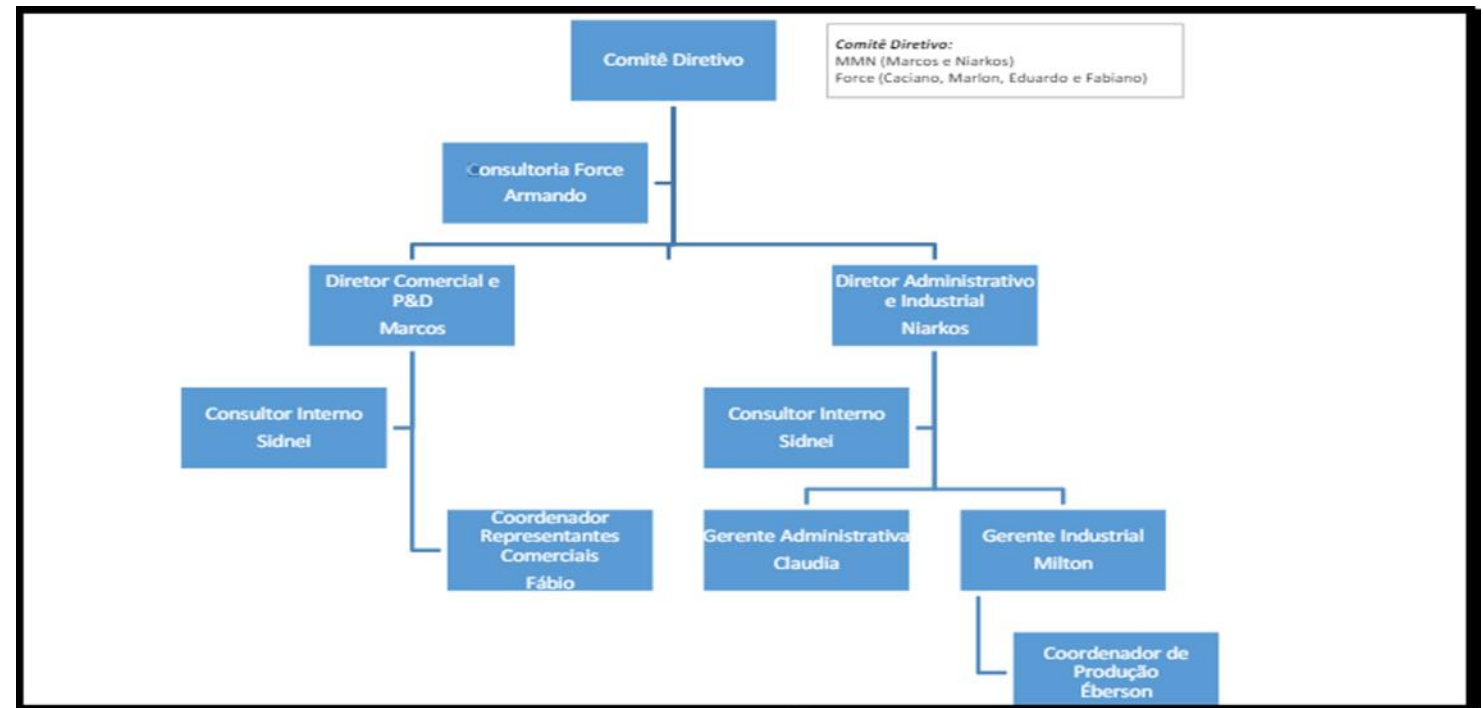 Comitê Diretivo
Comitê Diretivo:
MMN (Marcos e Niarkos)
Force (Caciano, Marlon, Eduardo e Fabiano)
Consultoria Force
Armando
Diretor Comercial e
P&D
Marcos
Diretor Administrativo
e Industrial
Niarkos
Consultor Interno
Sidnei
Consultor Interno
Sidnei
Coordenador
Representantes
Comerciais
Fábio
Gerente Administrativa
Claudia
Gerente Industrial
Milton
Coordenador de
Produção
Éberson